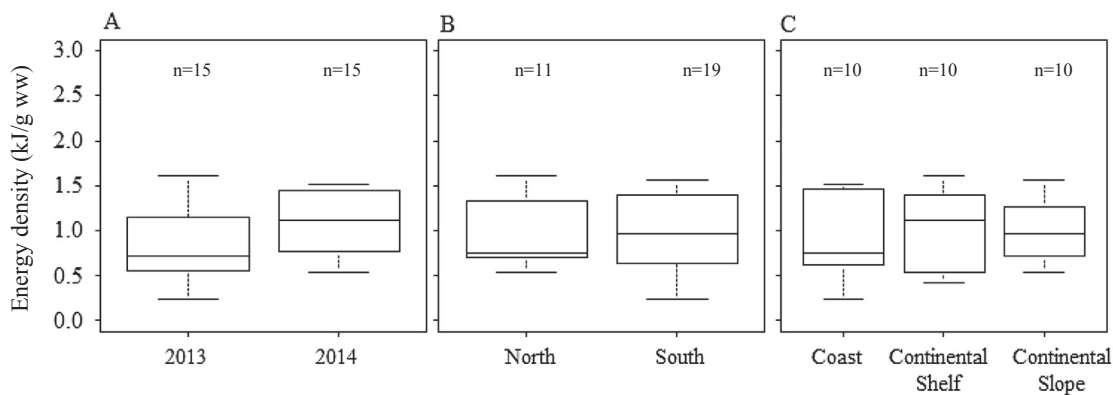 A B C
Energy density (kJ/g ww)
3.0
2.5
2.0
1.5
1.0
0.5
0.0
n=15 n=15 n=11 n=19 n=10 n=10 n=10
2013 2014 North South Coast Continental Shelf Continental Slope